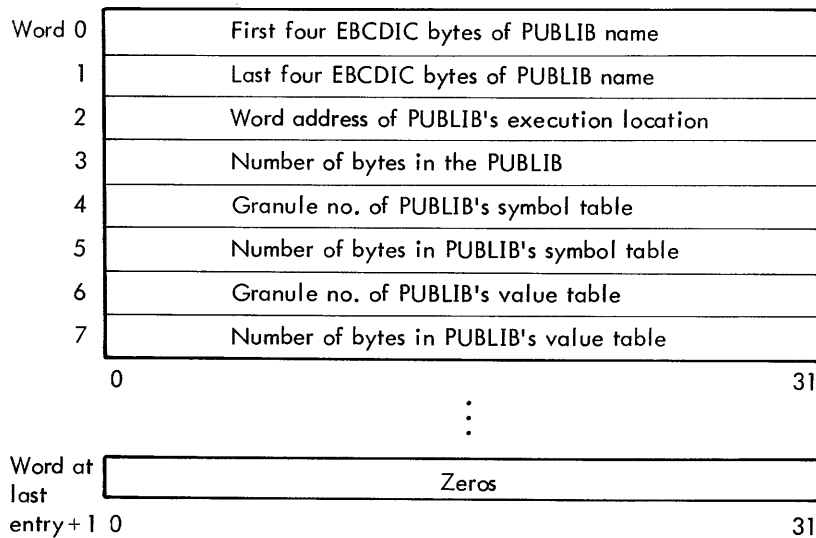 Word 0 First four EBCDIC bytes of PUBLIB name
1 Last four EBCDIC bytes of PUBLIB name
2 Word address of PUBLIB's execution location
3 Number of bytes in the PUBLIB
4 Granule no. of PUBLIB's symbol table
5 Number of bytes in PUBLIB's symbol table
6 Granule no. of PUBLIB's value table
7 Number of bytes in PUBLIB's value table
0 31
Word at
last
entry + 1
Zeros
0 31